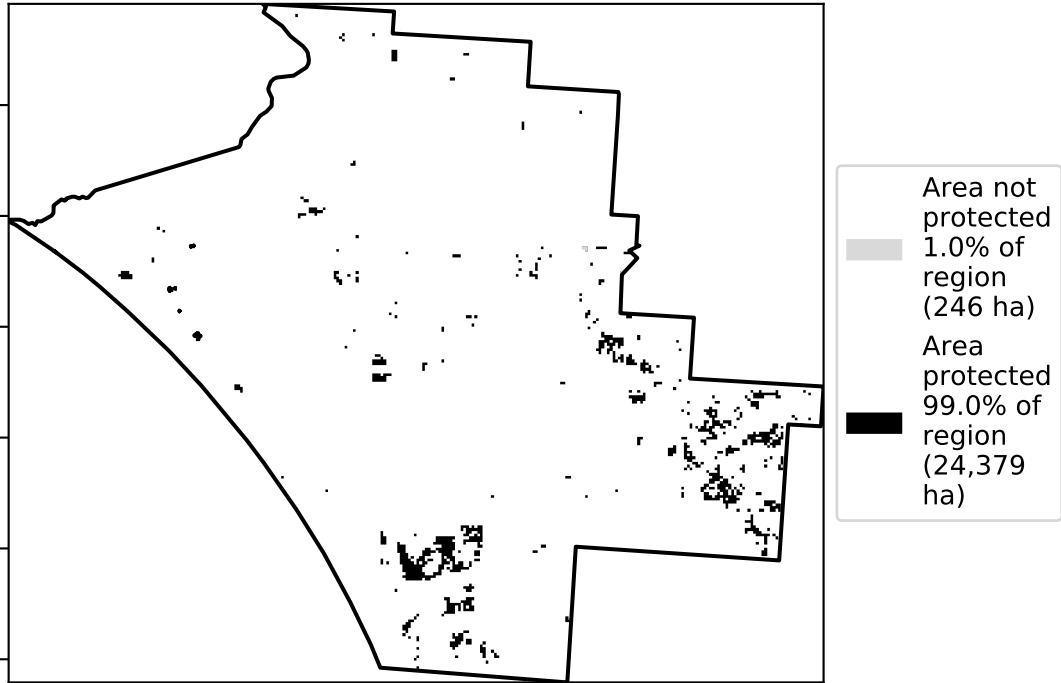 Area not
protected
1.0% of
region
(246 ha)
Area
protected
99.0% of
region
(24,379
ha)